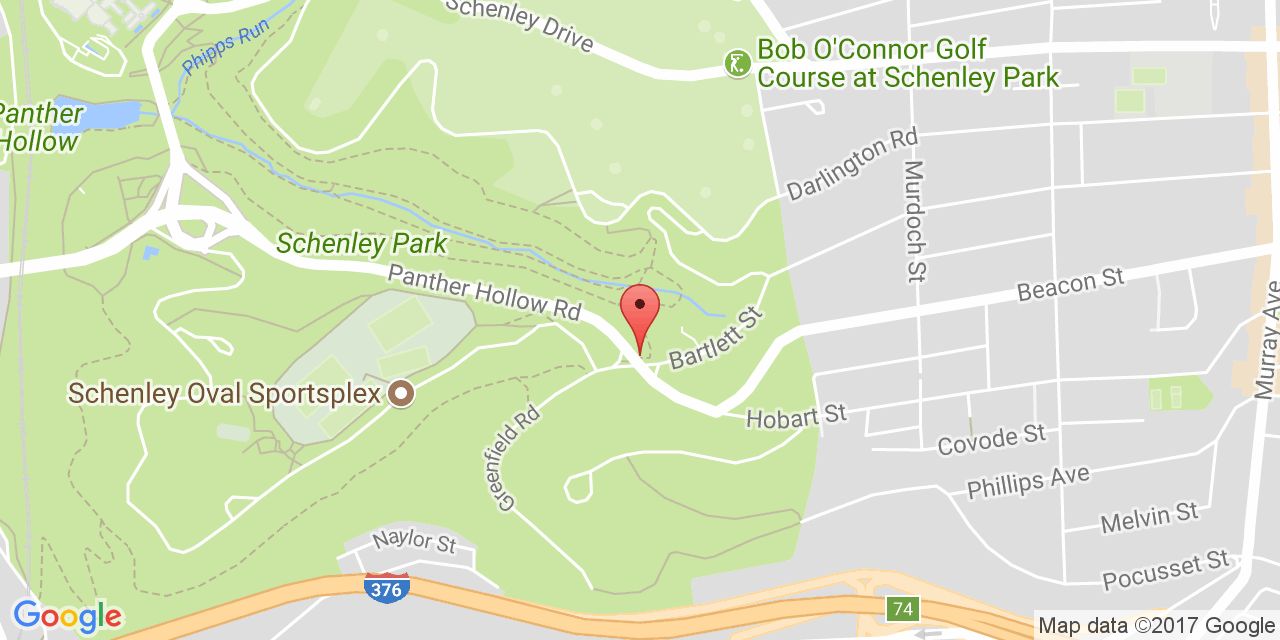 Schenley Drive
Phipps Run
Bob O'Connor Golf
Course at Schenley Park
Panther
Hollow
Darlington Rd
Murdoch St
Schenley Park
Panther Hollow Rd
Beacon St
Murray Ave
Bartlett St
Schenley Oval Sportsplex
Hobart St
Greenfield Rd
Covode St
Phillips Ave
Melvin St
Naylor St
Pocusset St
376
74
Google
Map data ©2017 Google